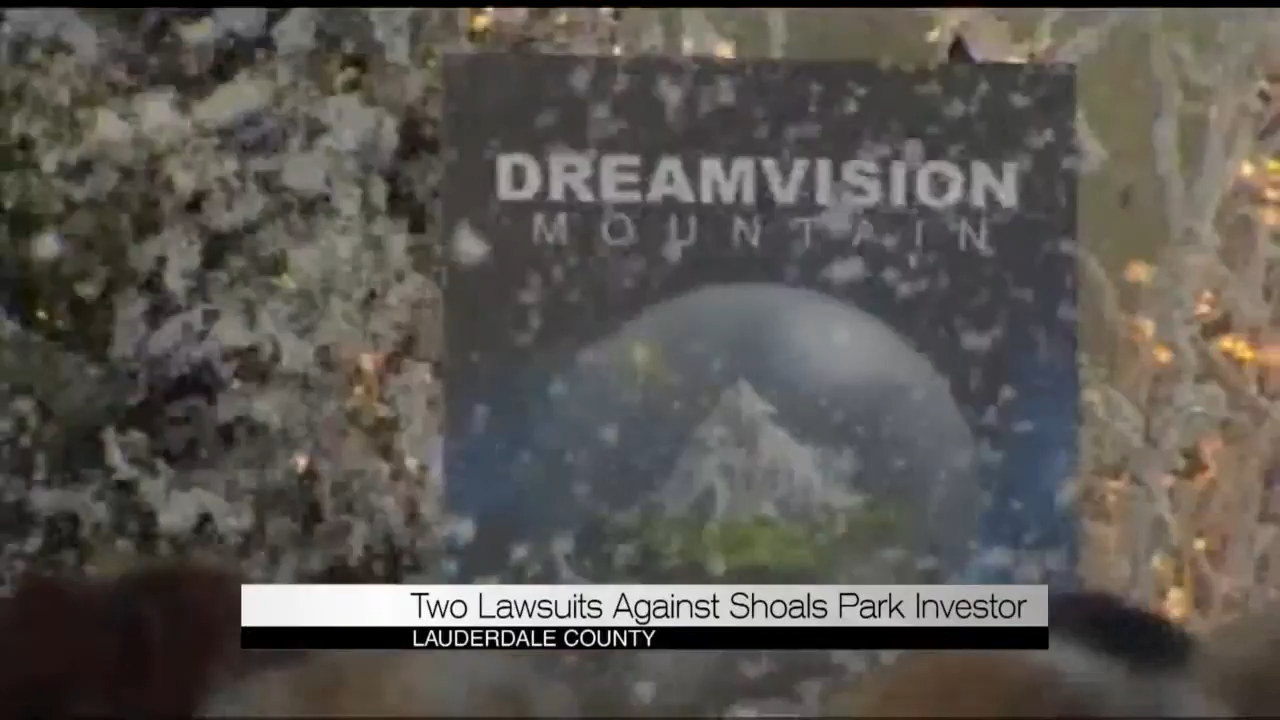 DREAMVISION
MOUNTAIN
Two Lawsuits Against Shoals Park Investor
LAUDERDALE COUNTY